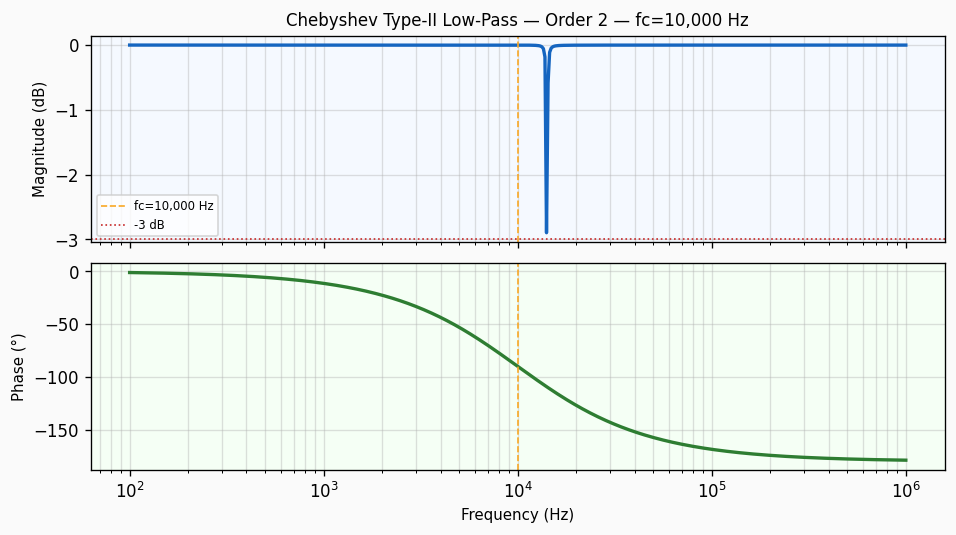 Chebyshev Type-II Low-Pass — Order 2 — fc=10,000 Hz
Magnitude (dB)
0
−1
−2
−3
fc=10,000 Hz
-3 dB
Phase (°)
0
−50
−100
−150
10²
10³
10⁴
10⁵
10⁶
Frequency (Hz)